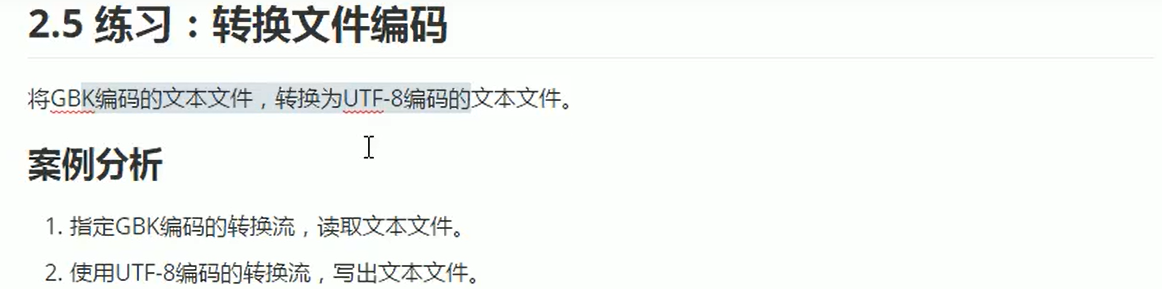 2.5 练习：转换文件编码
将GBK编码的文本文件，转换为UTF-8编码的文本文件。
案例分析
1. 指定GBK编码的转换流，读取文本文件。
2. 使用UTF-8编码的转换流，写出文本文件。